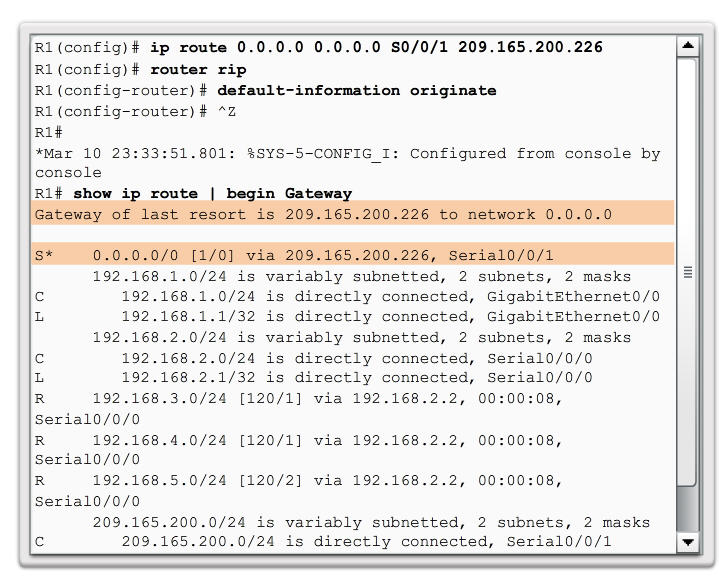 R1(config)# ip route 0.0.0.0 0.0.0.0 S0/0/1 209.165.200.226
R1(config)# router rip
R1(config-router)# default-information originate
R1(config-router)# ^Z
R1#
*Mar 10 23:33:51.801: %SYS-5-CONFIG_I: Configured from console by
console
R1# show ip route | begin Gateway
Gateway of last resort is 209.165.200.226 to network 0.0.0.0
S*    0.0.0.0/0 [1/0] via 209.165.200.226, Serial0/0/1
      192.168.1.0/24 is variably subnetted, 2 subnets, 2 masks
C        192.168.1.0/24 is directly connected, GigabitEthernet0/0
L        192.168.1.1/32 is directly connected, GigabitEthernet0/0
      192.168.2.0/24 is variably subnetted, 2 subnets, 2 masks
C        192.168.2.0/24 is directly connected, Serial0/0/0
L        192.168.2.1/32 is directly connected, Serial0/0/0
R     192.168.3.0/24 [120/1] via 192.168.2.2, 00:00:08,
Serial0/0/0
R     192.168.4.0/24 [120/1] via 192.168.2.2, 00:00:08,
Serial0/0/0
R     192.168.5.0/24 [120/2] via 192.168.2.2, 00:00:08,
Serial0/0/0
      209.165.200.0/24 is variably subnetted, 2 subnets, 2 masks
C        209.165.200.0/24 is directly connected, Serial0/0/1